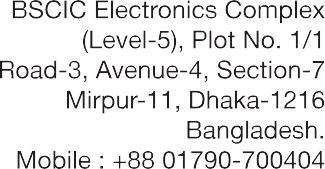 BSCIC Electronics Complex
(Level-5), Plot No. 1/1
Road-3, Avenue-4, Section-7
Mirpur-11, Dhaka-1216
Bangladesh.
Mobile : +88 01790-700404